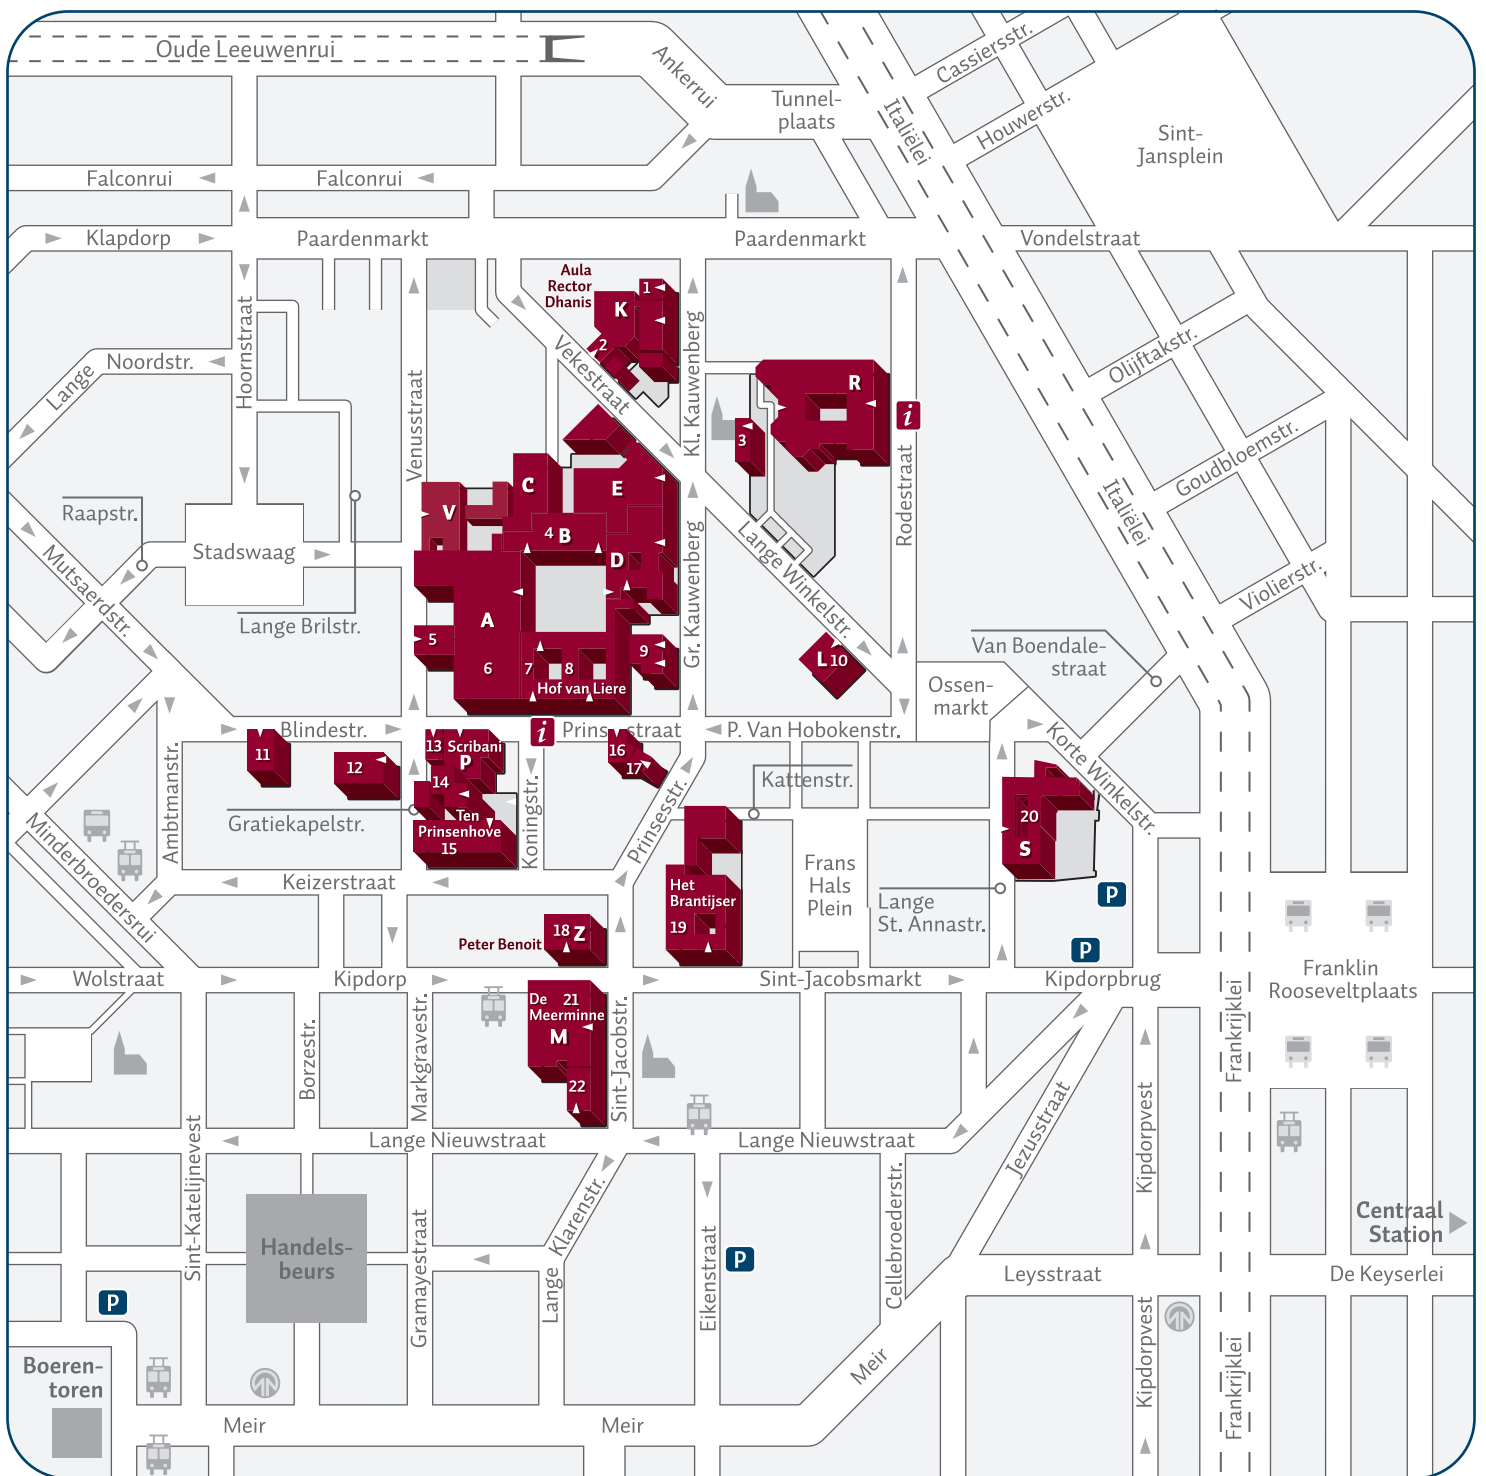 Oude Leeuwenrui
Ankerrui
Tunnel-
plaats
Italiëlei
Cassiersstr.
Houwerstr.
Sint-
Jansplein
Falconrui
Falconrui
Klapdorp
Paardenmarkt
Paardenmarkt
Vondelstraat
Aula
Rector
Dhanis
1
K
2
Hoornstraat
Noordstr.
Lange
Vekestraat
Kl. Kauwenberg
Venusstraat
R
3
i
Rodestraat
Olijftakstr.
Goudbloemstr.
Italiëlei
Violierstr.
Raapstr.
Stadswaag
Mutsaerdstr.
Lange Brilstr.
C
E
V
4 B
D
A
5
6
7
8
9
Hof van Liere
Gr. Kauwenberg
Lange Winkelstr.
L 10
Van Boendale-
straat
Ossen-
markt
Blindestr.
i
Prinsstraat
P. Van Hobokenstr.
Korte Winkelstr.
11
12
13
Scribani
P
14
Ten
Prinsenhove
15
16
17
Kattenstr.
Ambtmanstr.
Gratiekapelstr.
Koningstr.
Prinsesstr.
20
S
Minderbroedersrui
Keizerstraat
Het
Brantijser
19
Frans
Hals
Plein
Lange
St. Annastr.
P
P
18 Z
Peter Benoit
Wolstraat
Kipdorp
Sint-Jacobsmarkt
Kipdorpbrug
Franklin
Rooseveltplaats
De 21
Meerminne
M
22
Borzestr.
Markgravestr.
Sint-Jacobstr.
Frankrijklei
Sint-Katelijnevest
Lange Nieuwstraat
Lange Nieuwstraat
Jezusstraat
Kipdorpvest
Cellebroederstr.
Handels-
beurs
Gramayestraat
Lange
Klarenstr.
Eikenstraat
P
P
Centraal
Station
Leysstraat
De Keyserlei
Boeren-
toren
Meir
Meir
Meir
Kipdorpvest
Frankrijklei